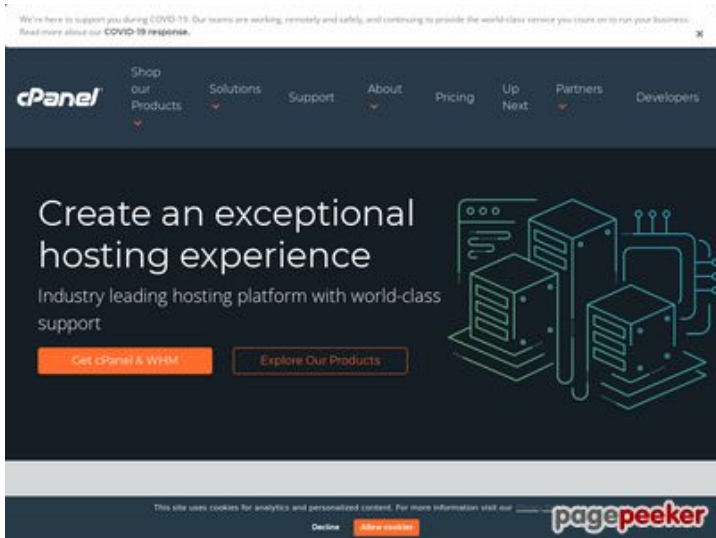 We're here to support you during COVID-19. Our teams are working, remotely and safely, and continuing to provide the world-class service you count on to run your business.
Read more about our COVID-19 response.
×
cPanel
Shop
our
Products
Solutions
Support
About
Pricing
Up
Next
Partners
Developers
Create an exceptional
hosting experience
Industry leading hosting platform with world-class
support
Get cPanel & WHM
Explore Our Products
This site uses cookies for analytics and personalized content. For more information visit our
Decline
Allow cookies
pagepeeker